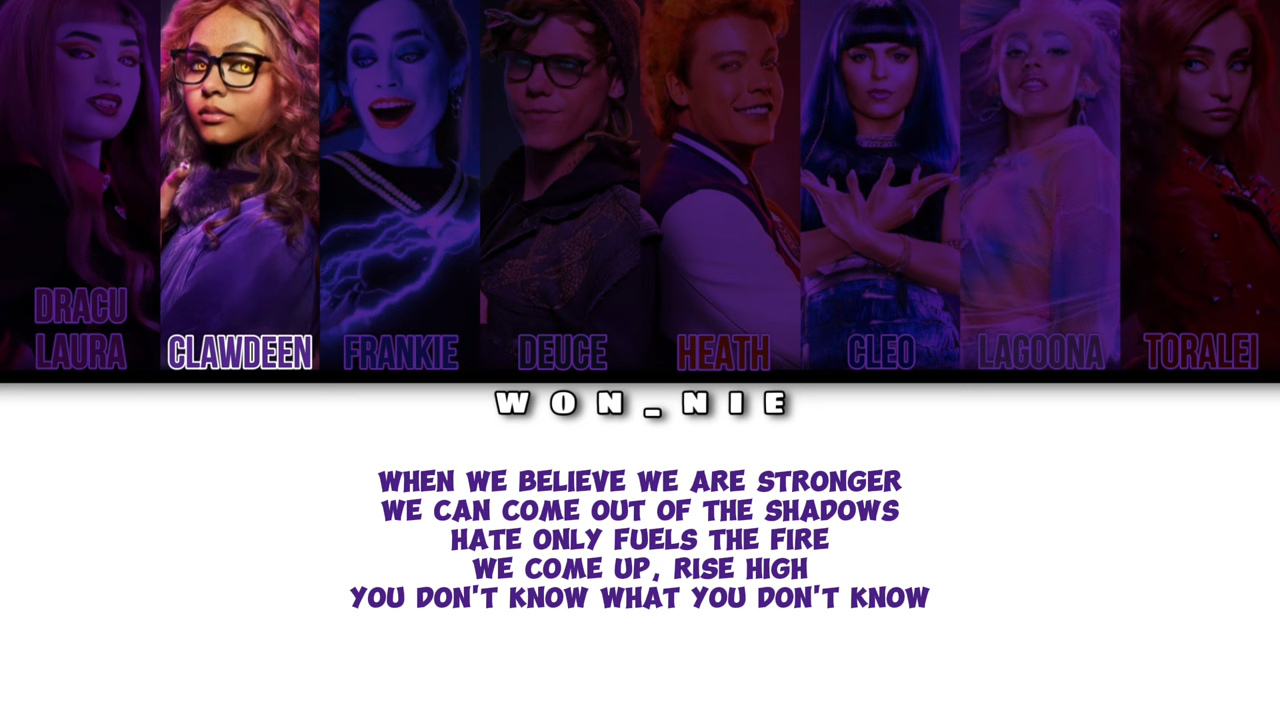 DRACU
LAURA
CLAWDEEN
FRANKIE
DEUCE
HEATH
CLEO
LAGOONA
TORALEI
WON_NIE
WHEN WE BELIEVE WE ARE STRONGER
WE CAN COME OUT OF THE SHADOWS
HATE ONLY FUELS THE FIRE
WE COME UP, RISE HIGH
YOU DON'T KNOW WHAT YOU DON'T KNOW